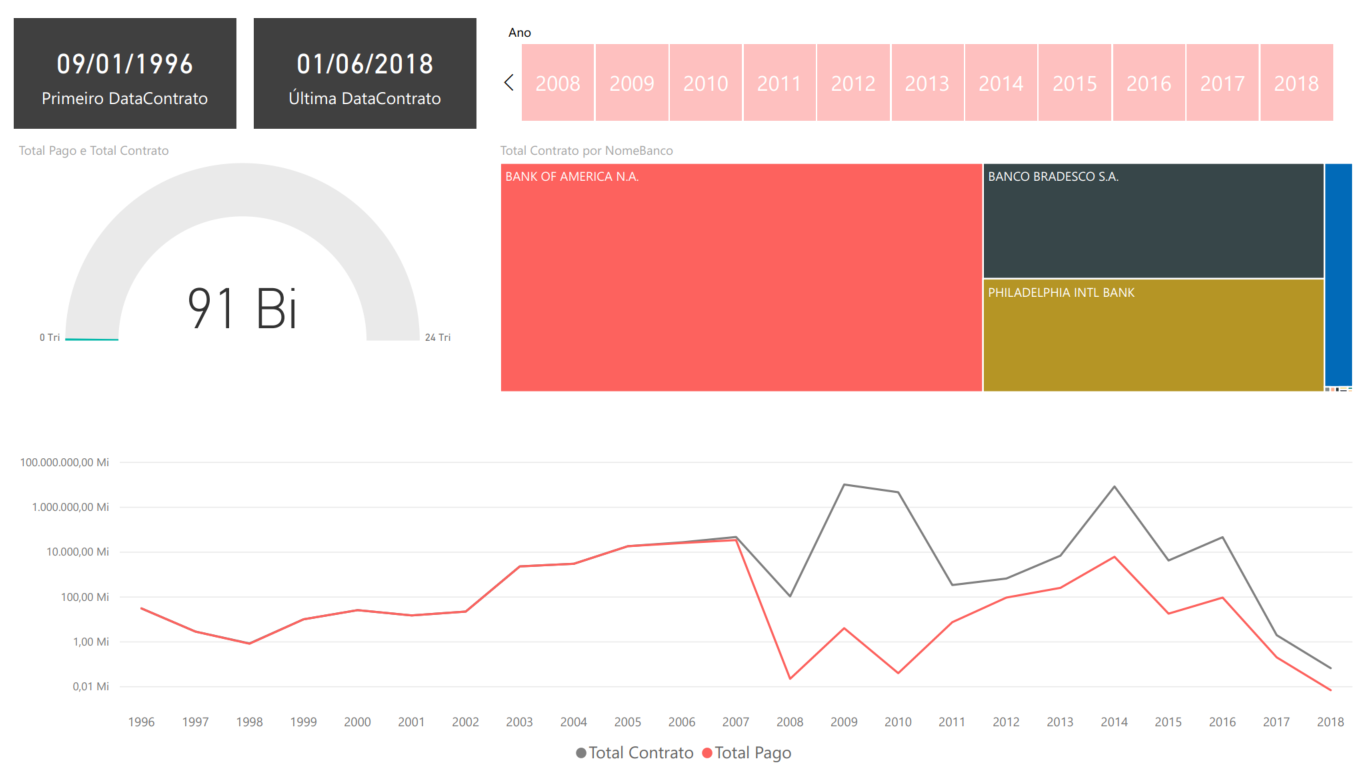 09/01/1996
Primeiro DataContrato
01/06/2018
Última DataContrato
Ano
2008 2009 2010 2011 2012 2013 2014 2015 2016 2017 2018
Total Pago e Total Contrato
91 Bi
0 Tri
24 Tri
Total Contrato por NomeBanco
BANK OF AMERICA N.A.
BANCO BRADESCO S.A.
PHILADELPHIA INTL BANK
100.000.000,00 Mi
1.000.000,00 Mi
10.000,00 Mi
100,00 Mi
1,00 Mi
0,01 Mi
1996 1997 1998 1999 2000 2001 2002 2003 2004 2005 2006 2007 2008 2009 2010 2011 2012 2013 2014 2015 2016 2017 2018
Total Contrato Total Pago